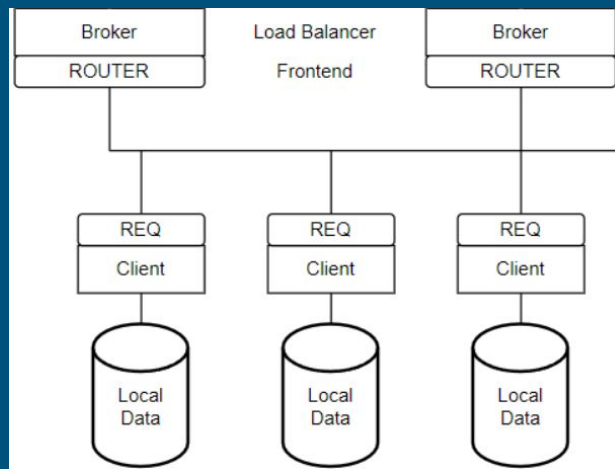 Broker Load Balancer Broker
ROUTER Frontend ROUTER
REQ REQ REQ
Client Client Client
Local Local Local
Data Data Data